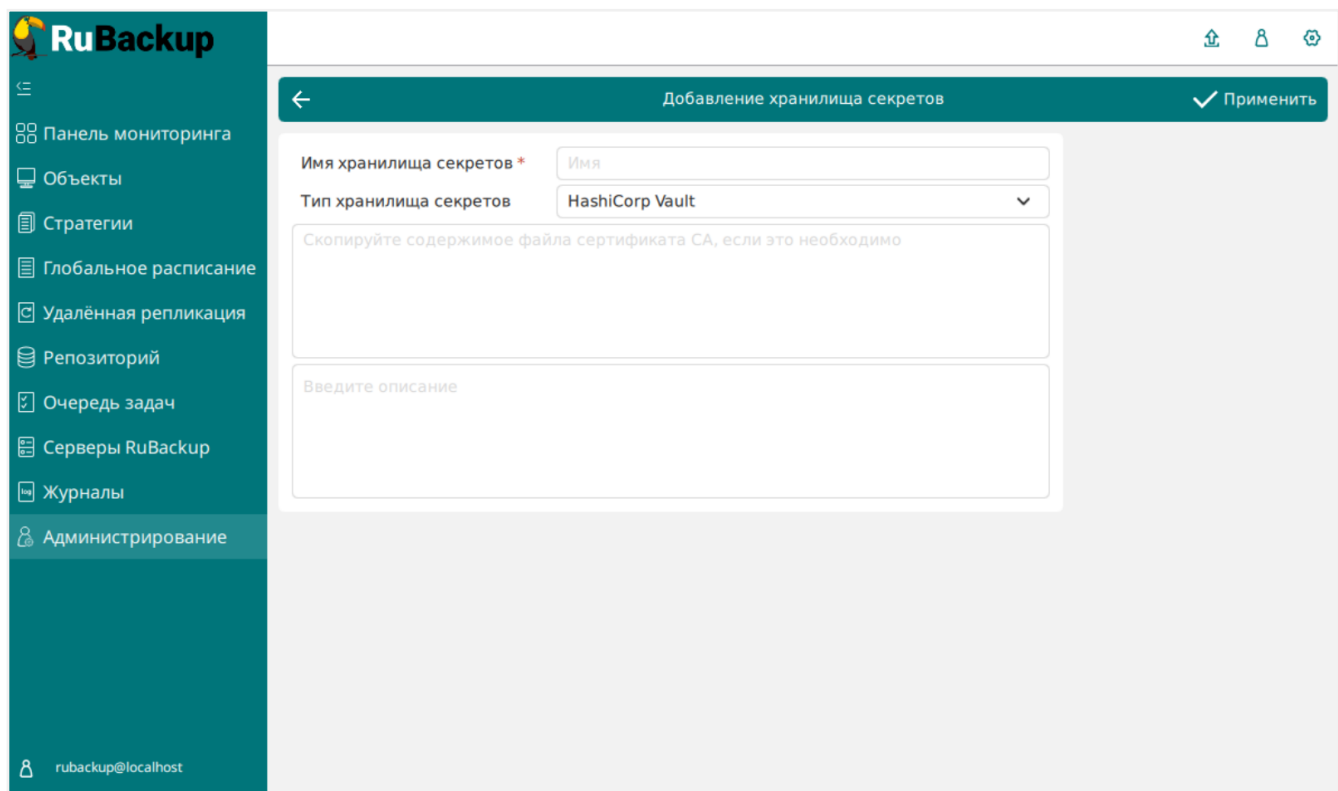 RuBackup
Добавление хранилища секретов
Применить
Панель мониторинга
Объекты
Стратегии
Глобальное расписание
Удалённая репликация
Репозиторий
Очередь задач
Серверы RuBackup
log
Журналы
Администрирование
rubackup@localhost
Имя хранилища секретов *
Имя
Тип хранилища секретов
HashiCorp Vault
Скопируйте содержимое файла сертификата CA, если это необходимо
Введите описание